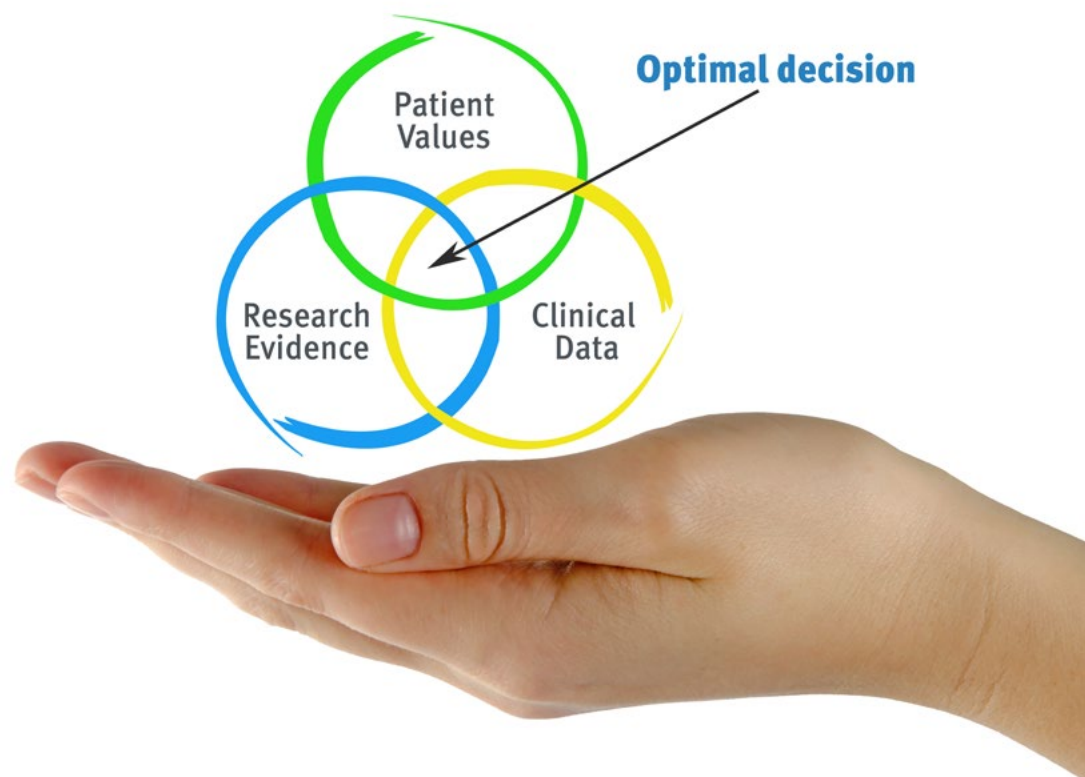 Optimal decision
Patient
Values
Research
Evidence
Clinical
Data